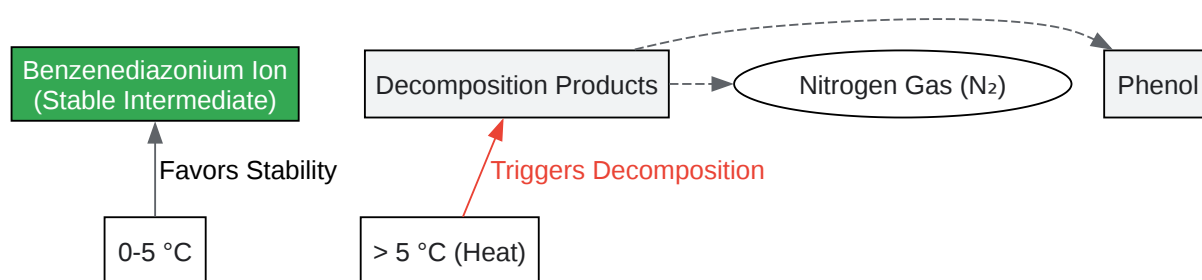 Benzenediazonium Ion
(Stable Intermediate)
Decomposition Products
Nitrogen Gas (N₂)
Phenol
Favors Stability
Triggers Decomposition
0-5 °C
> 5 °C (Heat)